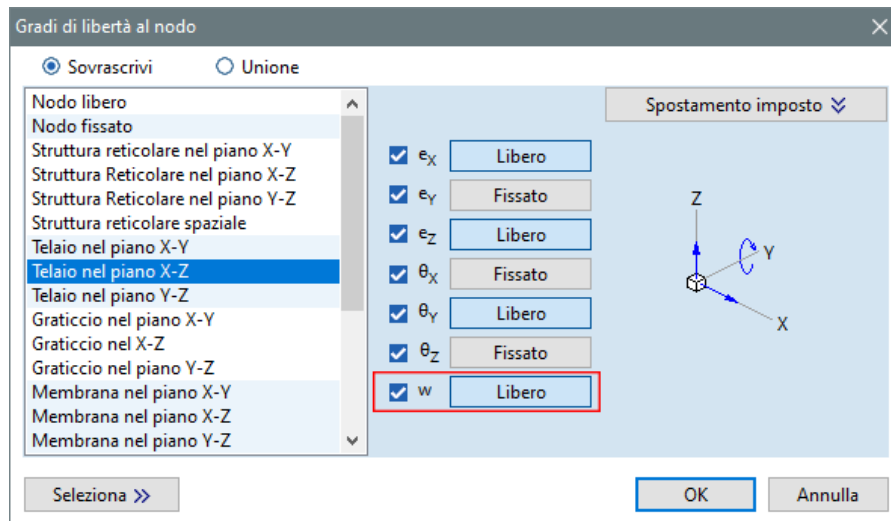 Gradi di libertà al nodo
Sovrascrivi Unione
Nodo libero
Nodo fissato
Struttura reticolare nel piano X-Y
Struttura Reticolare nel piano X-Z
Struttura Reticolare nel piano Y-Z
Struttura reticolare spaziale
Telaio nel piano X-Y
Telaio nel piano X-Z
Telaio nel piano Y-Z
Graticcio nel piano X-Y
Graticcio nel X-Z
Graticcio nel piano Y-Z
Membrana nel piano X-Y
Membrana nel piano X-Z
Membrana nel piano Y-Z
Spostamento imposto
eX Libero
eY Fissato
eZ Libero
θX Fissato
θY Libero
θZ Fissato
w Libero
Z
Y
X
Seleziona >>
OK Annulla